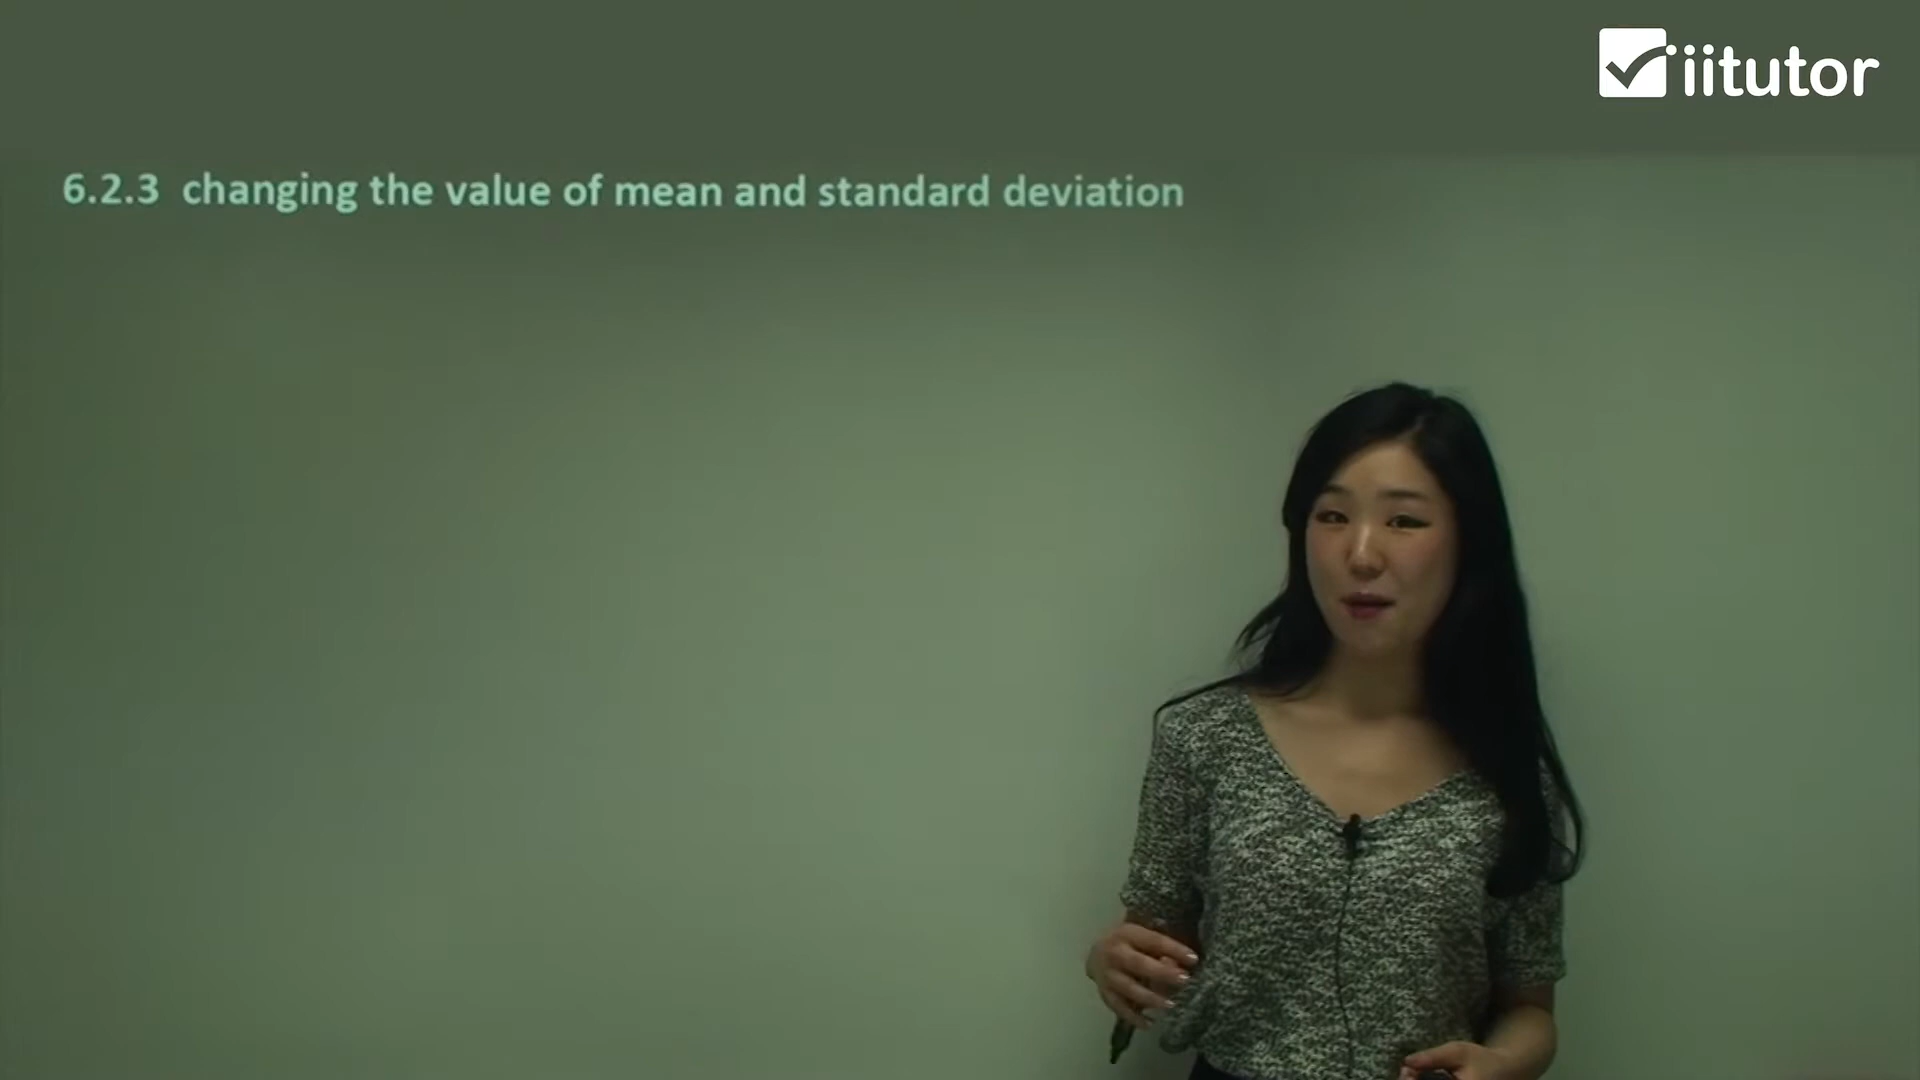 iitutor
6.2.3 changing the value of mean and standard deviation